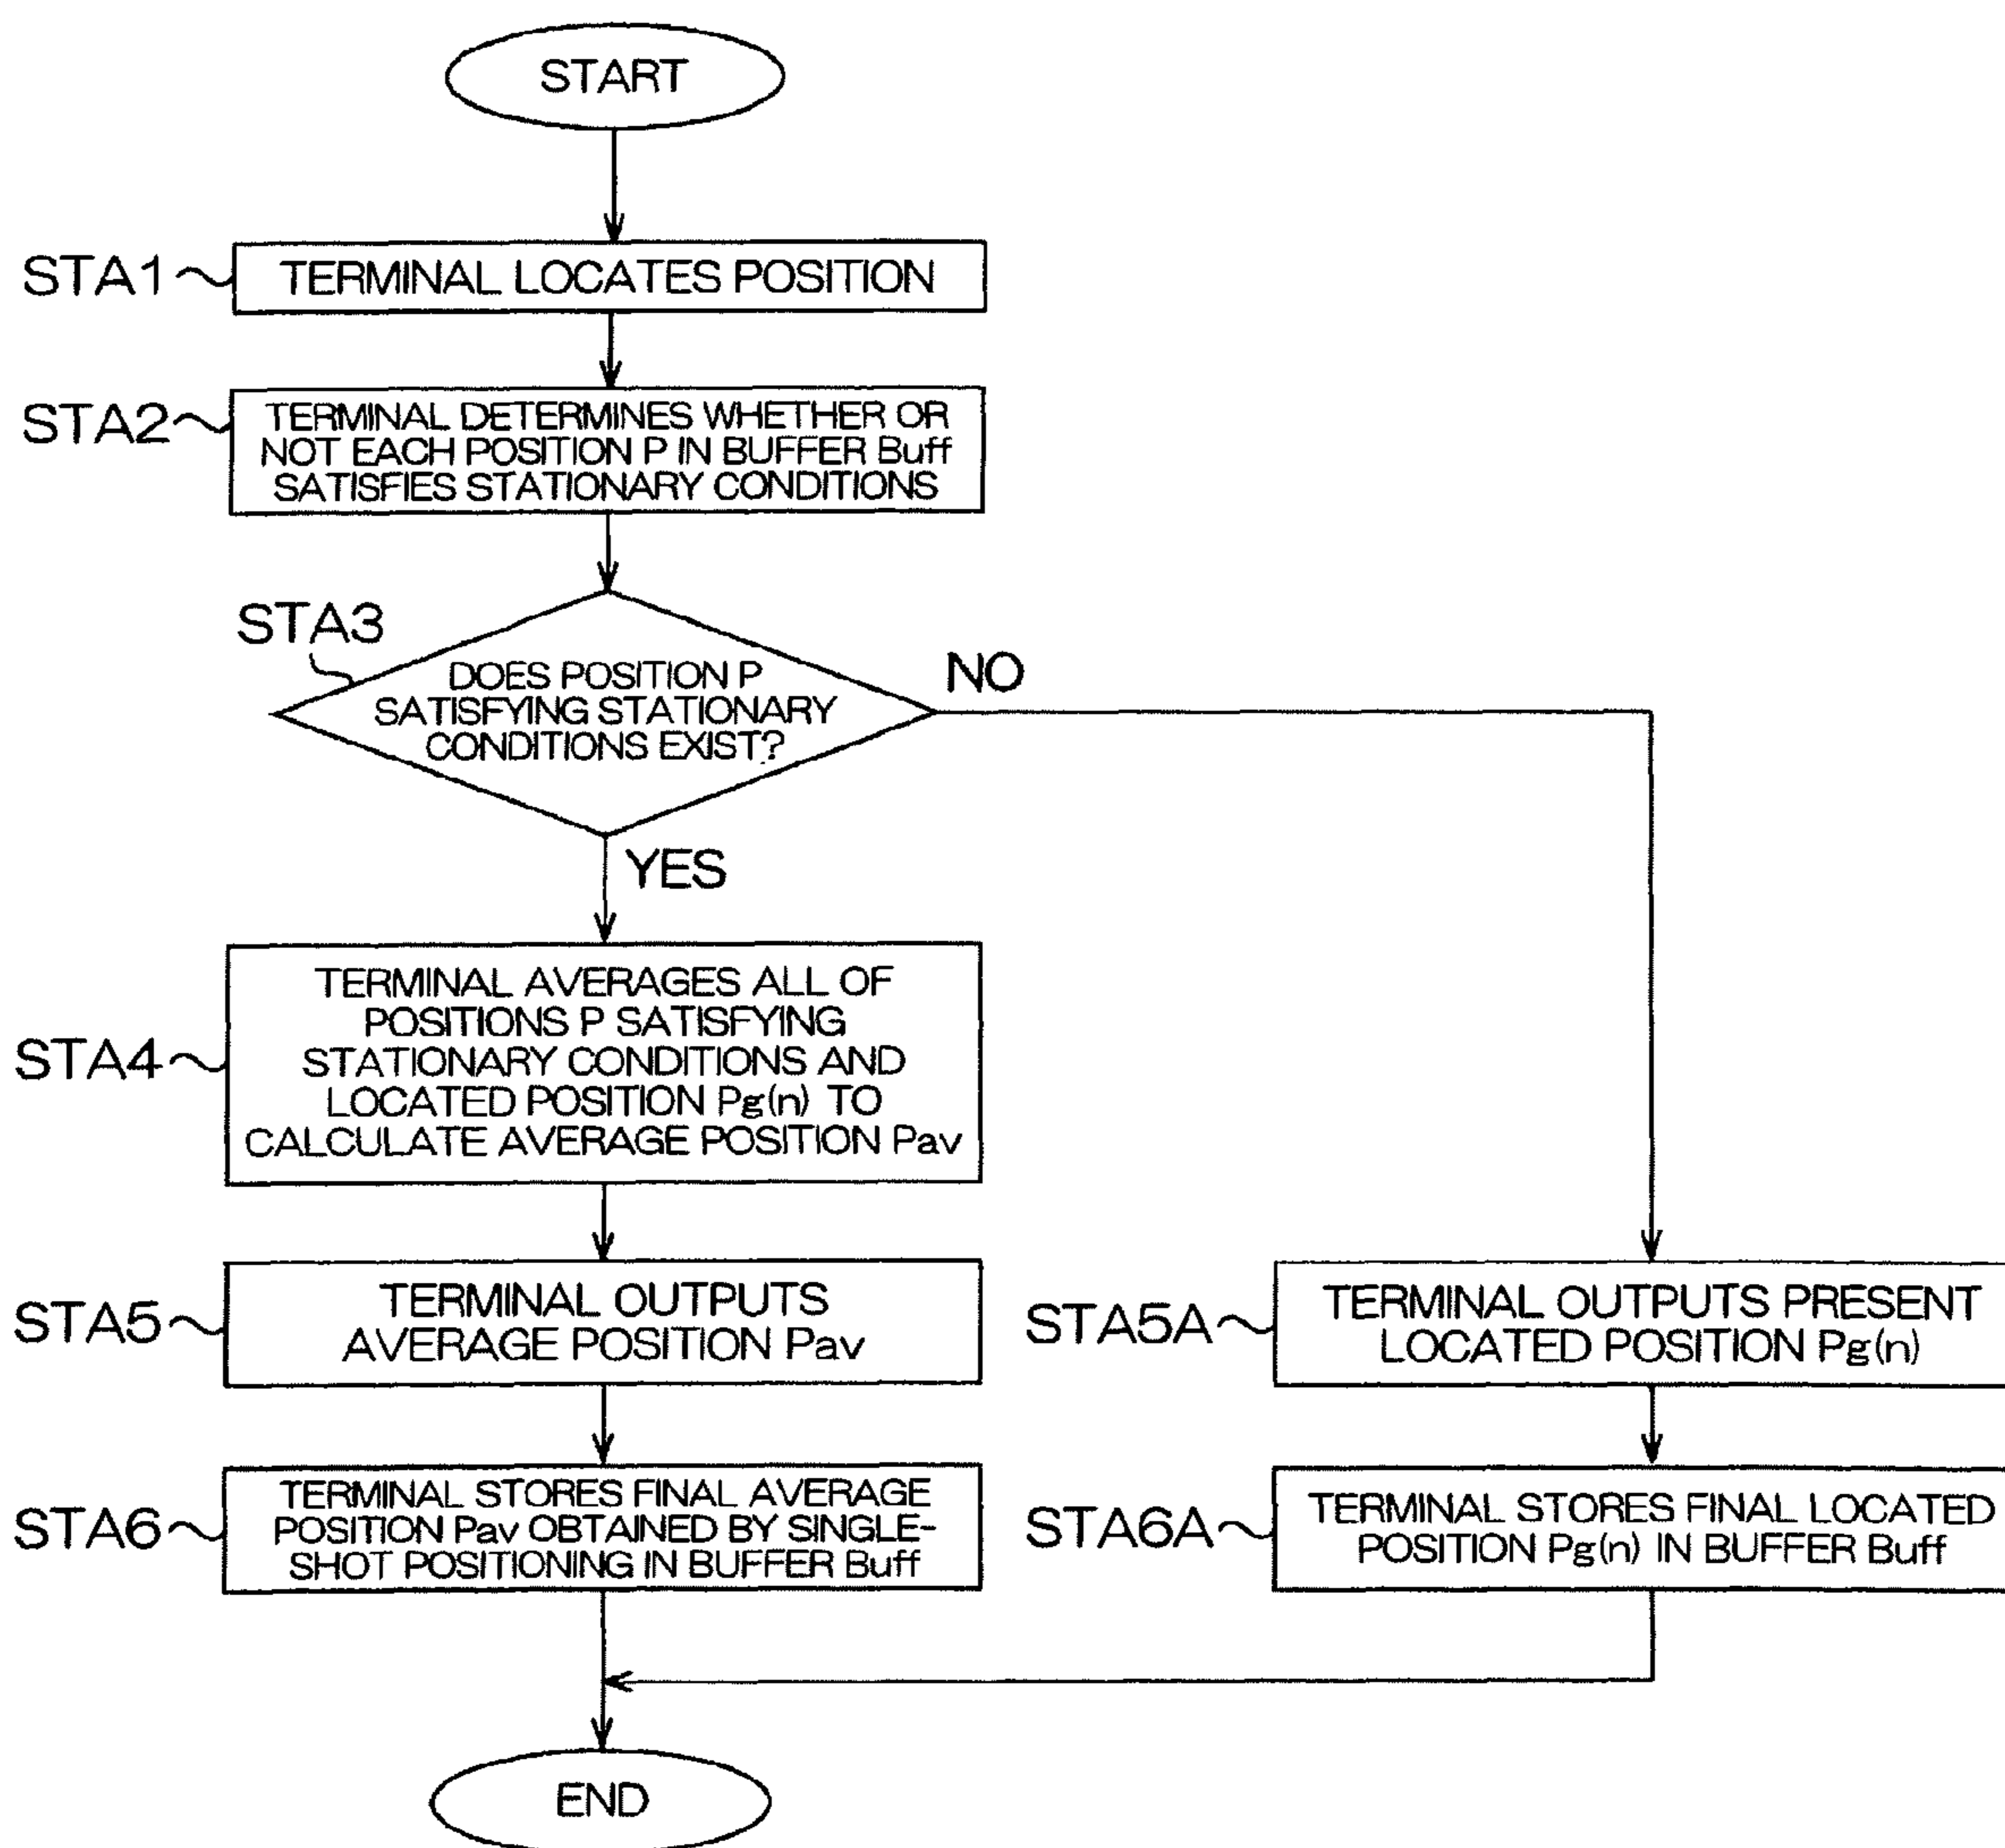 START
STA1
TERMINAL LOCATES POSITION
STA2
TERMINAL DETERMINES WHETHER OR
NOT EACH POSITION P IN BUFFER Buff
SATISFIES STATIONARY CONDITIONS
STA3
DOES POSITION P
SATISFYING STATIONARY
CONDITIONS EXIST?
NO
YES
STA4
TERMINAL AVERAGES ALL OF
POSITIONS P SATISFYING
STATIONARY CONDITIONS AND
LOCATED POSITION Pg(n) TO
CALCULATE AVERAGE POSITION Pav
STA5
TERMINAL OUTPUTS
AVERAGE POSITION Pav
STA5A
TERMINAL OUTPUTS PRESENT
LOCATED POSITION Pg(n)
STA6
TERMINAL STORES FINAL AVERAGE
POSITION Pav OBTAINED BY SINGLE-
SHOT POSITIONING IN BUFFER Buff
STA6A
TERMINAL STORES FINAL LOCATED
POSITION Pg(n) IN BUFFER Buff
END